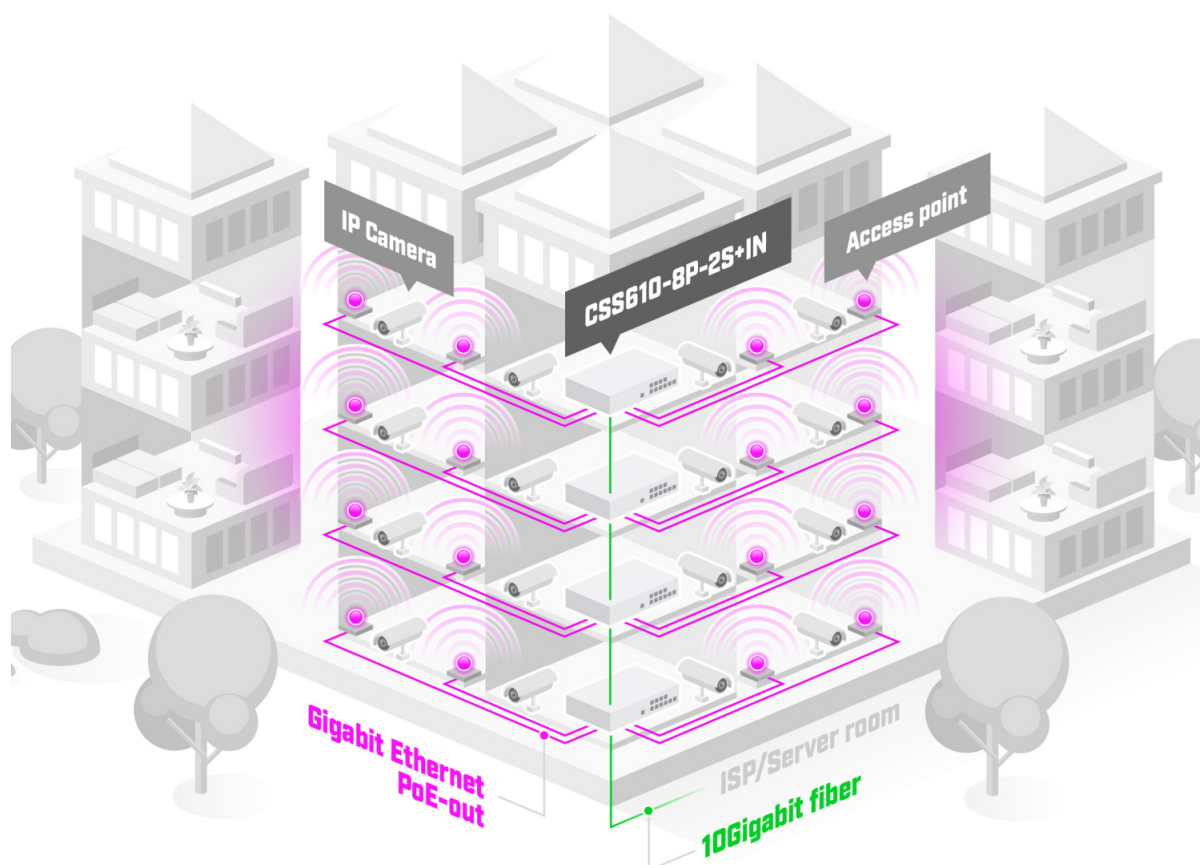 IP Camera
CSS610-8P-2S+IN
Access point
Gigabit Ethernet
PoE-out
ISP/Server room
10Gigabit fiber